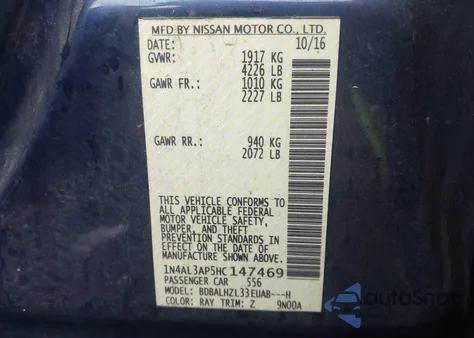 MFD BY NISSAN MOTOR CO., LTD.
DATE: 10/16
GVWR: 1917 KG
4226 LB
GAWR FR.: 1010 KG
2227 LB
GAWR RR.: 940 KG
2072 LB
THIS VEHICLE CONFORMS TO
ALL APPLICABLE FEDERAL
MOTOR VEHICLE SAFETY,
BUMPER, AND THEFT
PREVENTION STANDARDS IN
EFFECT ON THE DATE OF
MANUFACTURE SHOWN ABOVE.
1N4AL3AP5HC147469
PASSENGER CAR 556
MODEL: BDBALHZL33EUAB---H
COLOR: RAY TRIM: Z 9N00A
AutoSnap